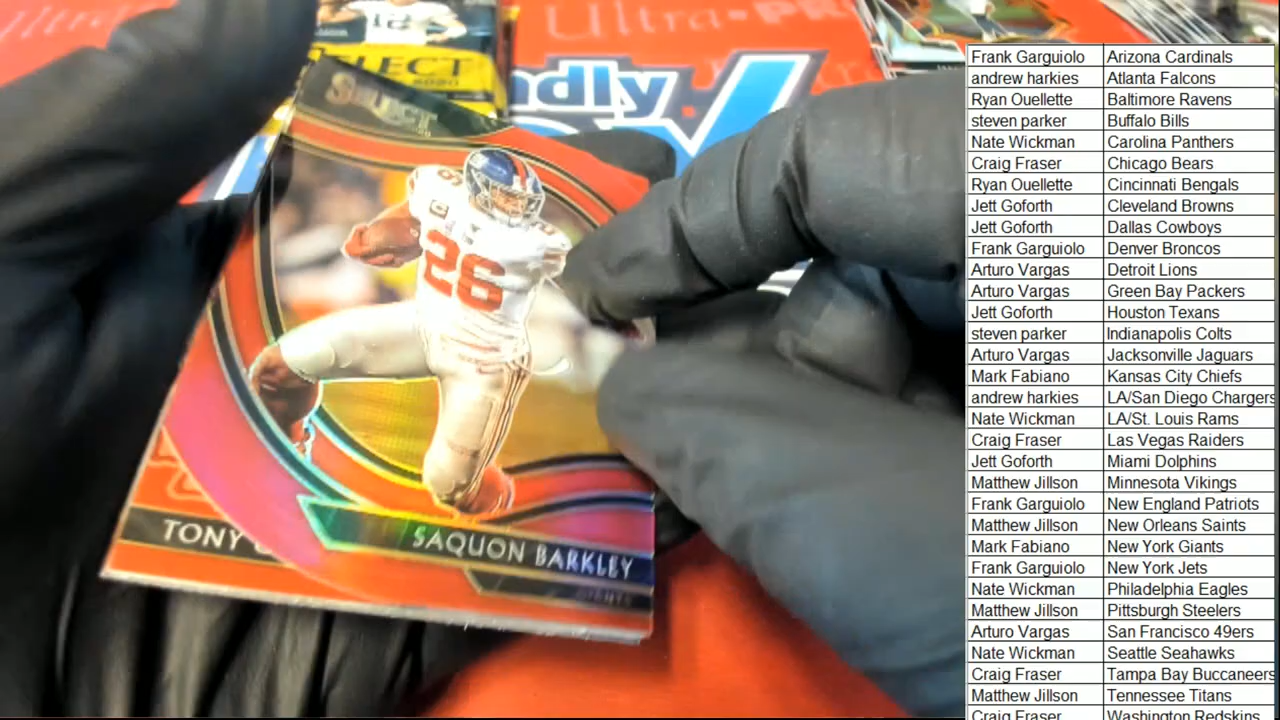 Ultra•PR
12
ELECT
2020
adly
SELECT
26
TONY
SAQUON BARKLEY
GIANTS
Frank Garguiolo Arizona Cardinals
andrew harkies Atlanta Falcons
Ryan Ouellette Baltimore Ravens
steven parker Buffalo Bills
Nate Wickman Carolina Panthers
Craig Fraser Chicago Bears
Ryan Ouellette Cincinnati Bengals
Jett Goforth Cleveland Browns
Jett Goforth Dallas Cowboys
Frank Garguiolo Denver Broncos
Arturo Vargas Detroit Lions
Arturo Vargas Green Bay Packers
Jett Goforth Houston Texans
steven parker Indianapolis Colts
Arturo Vargas Jacksonville Jaguars
Mark Fabiano Kansas City Chiefs
andrew harkies LA/San Diego Chargers
Nate Wickman LA/St. Louis Rams
Craig Fraser Las Vegas Raiders
Jett Goforth Miami Dolphins
Matthew Jillson Minnesota Vikings
Frank Garguiolo New England Patriots
Matthew Jillson New Orleans Saints
Mark Fabiano New York Giants
Frank Garguiolo New York Jets
Nate Wickman Philadelphia Eagles
Matthew Jillson Pittsburgh Steelers
Arturo Vargas San Francisco 49ers
Nate Wickman Seattle Seahawks
Craig Fraser Tampa Bay Buccaneers
Matthew Jillson Tennessee Titans
Craig Fraser Washington Redskins